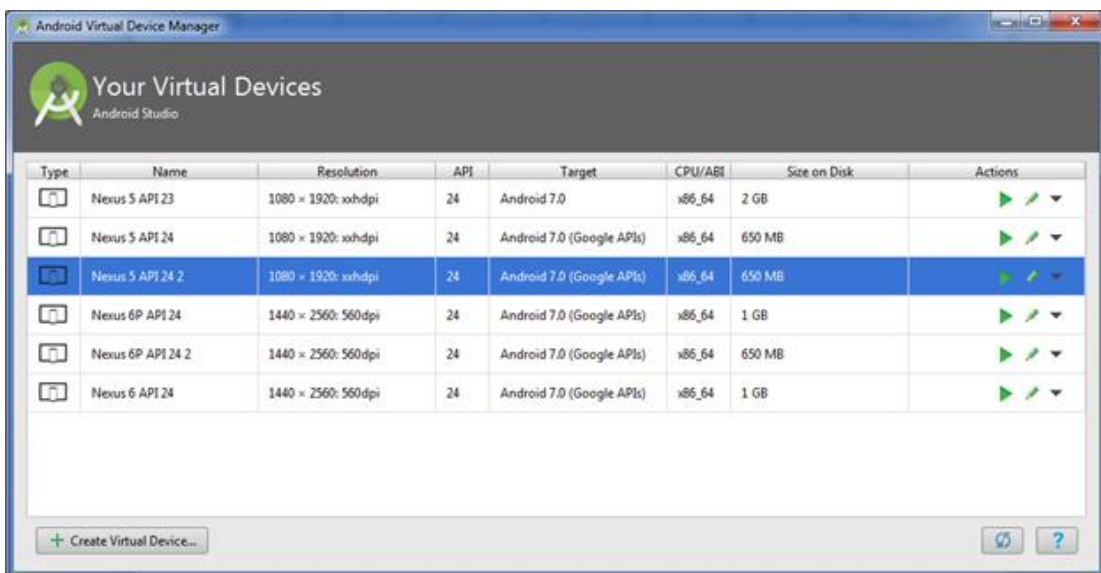 Android Virtual Device Manager
Your Virtual Devices
Android Studio
Type Name Resolution API Target CPU/ABI Size on Disk Actions
Nexus 5 API 23 1080 × 1920: xxhdpi 24 Android 7.0 x86_64 2 GB
Nexus 5 API 24 1080 × 1920: xxhdpi 24 Android 7.0 (Google APIs) x86_64 650 MB
Nexus 5 API 24 2 1080 × 1920: xxhdpi 24 Android 7.0 (Google APIs) x86_64 650 MB
Nexus 6P API 24 1440 × 2560: 560dpi 24 Android 7.0 (Google APIs) x86_64 1 GB
Nexus 6P API 24 2 1440 × 2560: 560dpi 24 Android 7.0 (Google APIs) x86_64 650 MB
Nexus 6 API 24 1440 × 2560: 560dpi 24 Android 7.0 (Google APIs) x86_64 1 GB
+ Create Virtual Device... ?